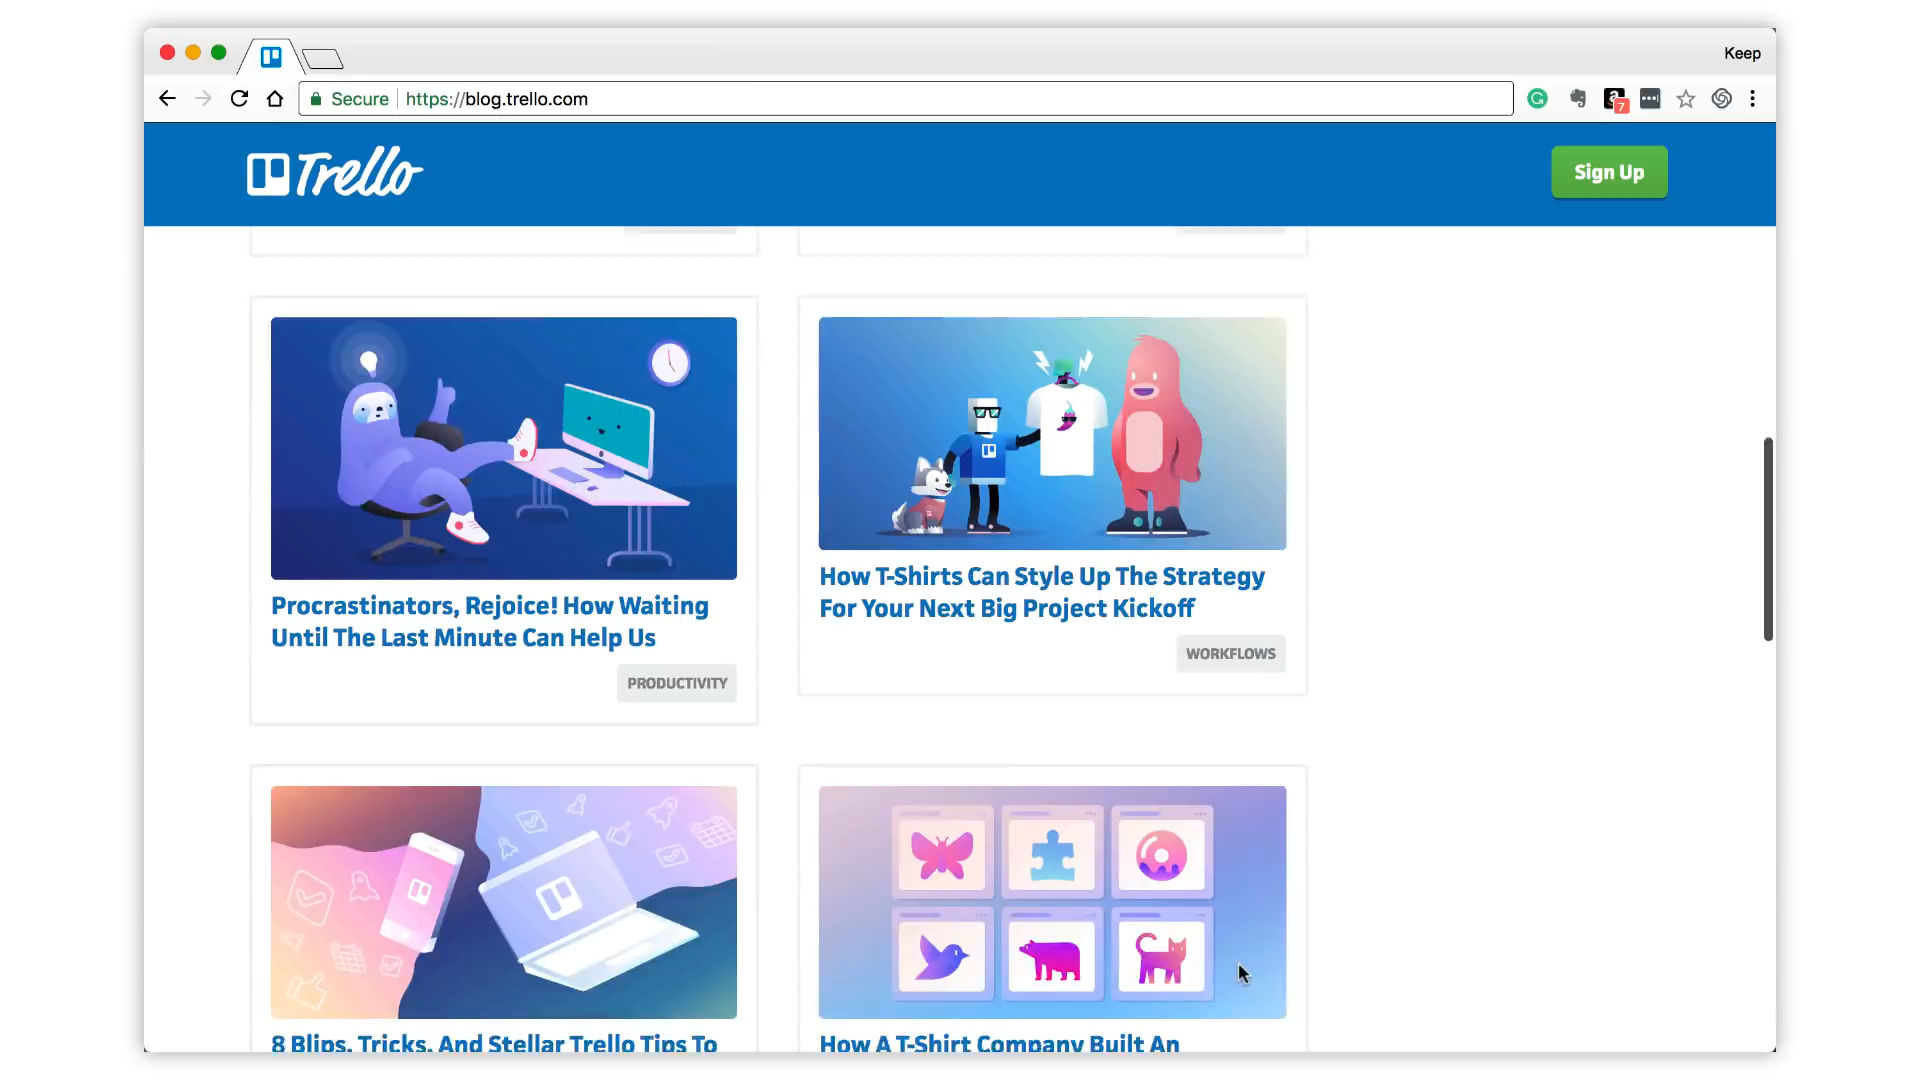 Keep
Secure https://blog.trello.com
7
Trello
Sign Up
Procrastinators, Rejoice! How Waiting
Until The Last Minute Can Help Us
PRODUCTIVITY
How T-Shirts Can Style Up The Strategy
For Your Next Big Project Kickoff
WORKFLOWS
8 Blips, Tricks, And Stellar Trello Tips To
How A T-Shirt Company Built An